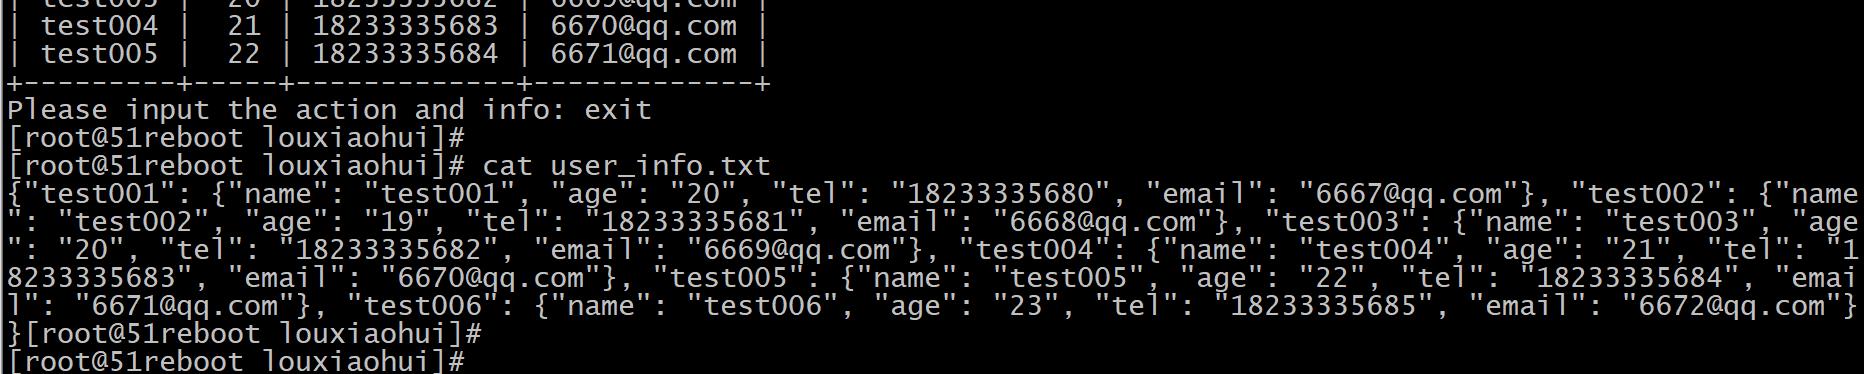 | test003 | 20 | 18233335682 | 6669@qq.com |
| test004 |  21 | 18233335683 | 6670@qq.com |
| test005 |  22 | 18233335684 | 6671@qq.com |
+---------+-----+-------------+-------------+
Please input the action and info: exit
[root@51reboot louxiaohui]#
[root@51reboot louxiaohui]# cat user_info.txt
{"test001": {"name": "test001", "age": "20", "tel": "18233335680", "email": "6667@qq.com"}, "test002": {"name
": "test002", "age": "19", "tel": "18233335681", "email": "6668@qq.com"}, "test003": {"name": "test003", "age
": "20", "tel": "18233335682", "email": "6669@qq.com"}, "test004": {"name": "test004", "age": "21", "tel": "1
8233335683", "email": "6670@qq.com"}, "test005": {"name": "test005", "age": "22", "tel": "18233335684", "emai
l": "6671@qq.com"}, "test006": {"name": "test006", "age": "23", "tel": "18233335685", "email": "6672@qq.com"}
}[root@51reboot louxiaohui]#
[root@51reboot louxiaohui]#